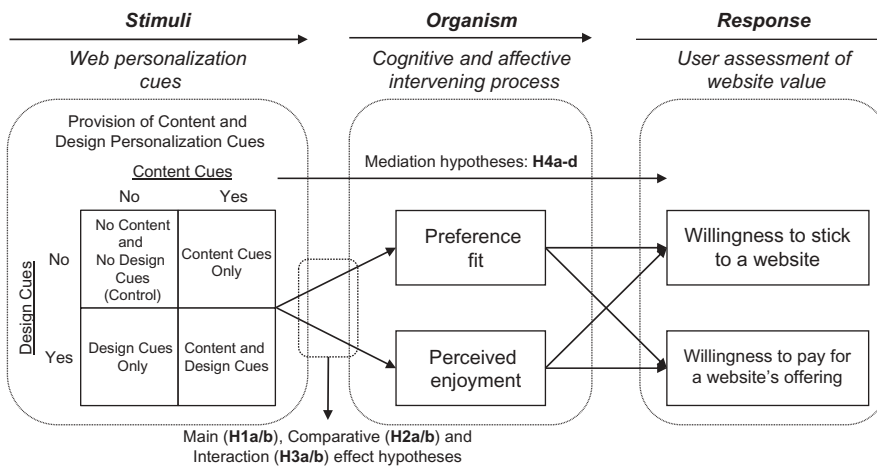 Stimuli
Organism
Response
Web personalization
cues
Cognitive and affective
intervening process
User assessment of
website value
Provision of Content and
Design Personalization Cues
Content Cues
No
Yes
Mediation hypotheses: H4a-d
Design Cues
No
Yes
No Content
and
No Design
Cues
(Control)
Content Cues
Only
Design Cues
Only
Content and
Design Cues
Preference
fit
Perceived
enjoyment
Willingness to stick
to a website
Willingness to pay for
a website's offering
Main (H1a/b), Comparative (H2a/b) and
Interaction (H3a/b) effect hypotheses